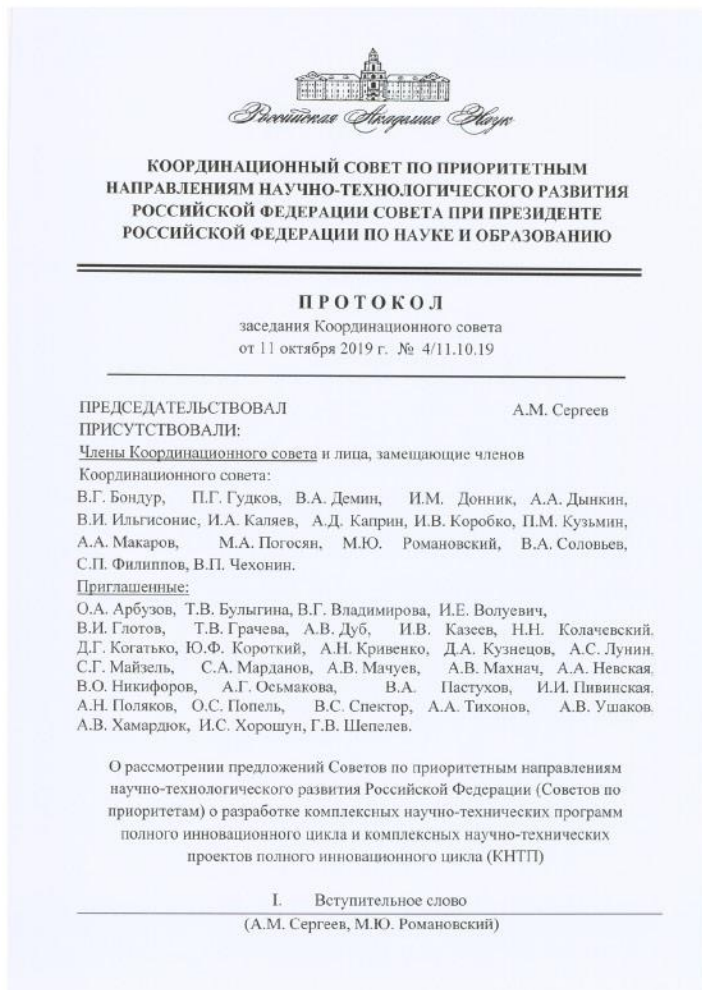 Российская Академия Наук
КООРДИНАЦИОННЫЙ СОВЕТ ПО ПРИОРИТЕТНЫМ
НАПРАВЛЕНИЯМ НАУЧНО-ТЕХНОЛОГИЧЕСКОГО РАЗВИТИЯ
РОССИЙСКОЙ ФЕДЕРАЦИИ СОВЕТА ПРИ ПРЕЗИДЕНТЕ
РОССИЙСКОЙ ФЕДЕРАЦИИ ПО НАУКЕ И ОБРАЗОВАНИЮ
П Р О Т О К О Л
заседания Координационного совета
от 11 октября 2019 г. № 4/11.10.19
ПРЕДСЕДАТЕЛЬСТВОВАЛ А.М. Сергеев
ПРИСУТСТВОВАЛИ:
Члены Координационного совета и лица, замещающие членов
Координационного совета:
В.Г. Бондур, П.Г. Гудков, В.А. Демин, И.М. Донник, А.А. Дынкин,
В.И. Ильгисонис, И.А. Каляев, А.Д. Каприн, И.В. Коробко, П.М. Кузьмин,
А.А. Макаров, М.А. Погосян, М.Ю. Романовский, В.А. Соловьев,
С.П. Филиппов, В.П. Чехонин.
Приглашенные:
О.А. Арбузов, Т.В. Булыгина, В.Г. Владимирова, И.Е. Волуевич,
В.И. Глотов, Т.В. Грачева, А.В. Дуб, И.В. Казеев, Н.Н. Колачевский,
Д.Г. Когатько, Ю.Ф. Короткий, А.Н. Кривенко, Д.А. Кузнецов, А.С. Лунин,
С.Г. Майзель, С.А. Марданов, А.В. Мачуев, А.В. Махнач, А.А. Невская,
В.О. Никифоров, А.Г. Осьмакова, В.А. Пастухов, И.И. Пивинская,
А.Н. Поляков, О.С. Попель, В.С. Спектор, А.А. Тихонов, А.В. Ушаков,
А.В. Хамардюк, И.С. Хорошун, Г.В. Шепелев.
О рассмотрении предложений Советов по приоритетным направлениям
научно-технологического развития Российской Федерации (Советов по
приоритетам) о разработке комплексных научно-технических программ
полного инновационного цикла и комплексных научно-технических
проектов полного инновационного цикла (КНТП)
I. Вступительное слово
(А.М. Сергеев, М.Ю. Романовский)